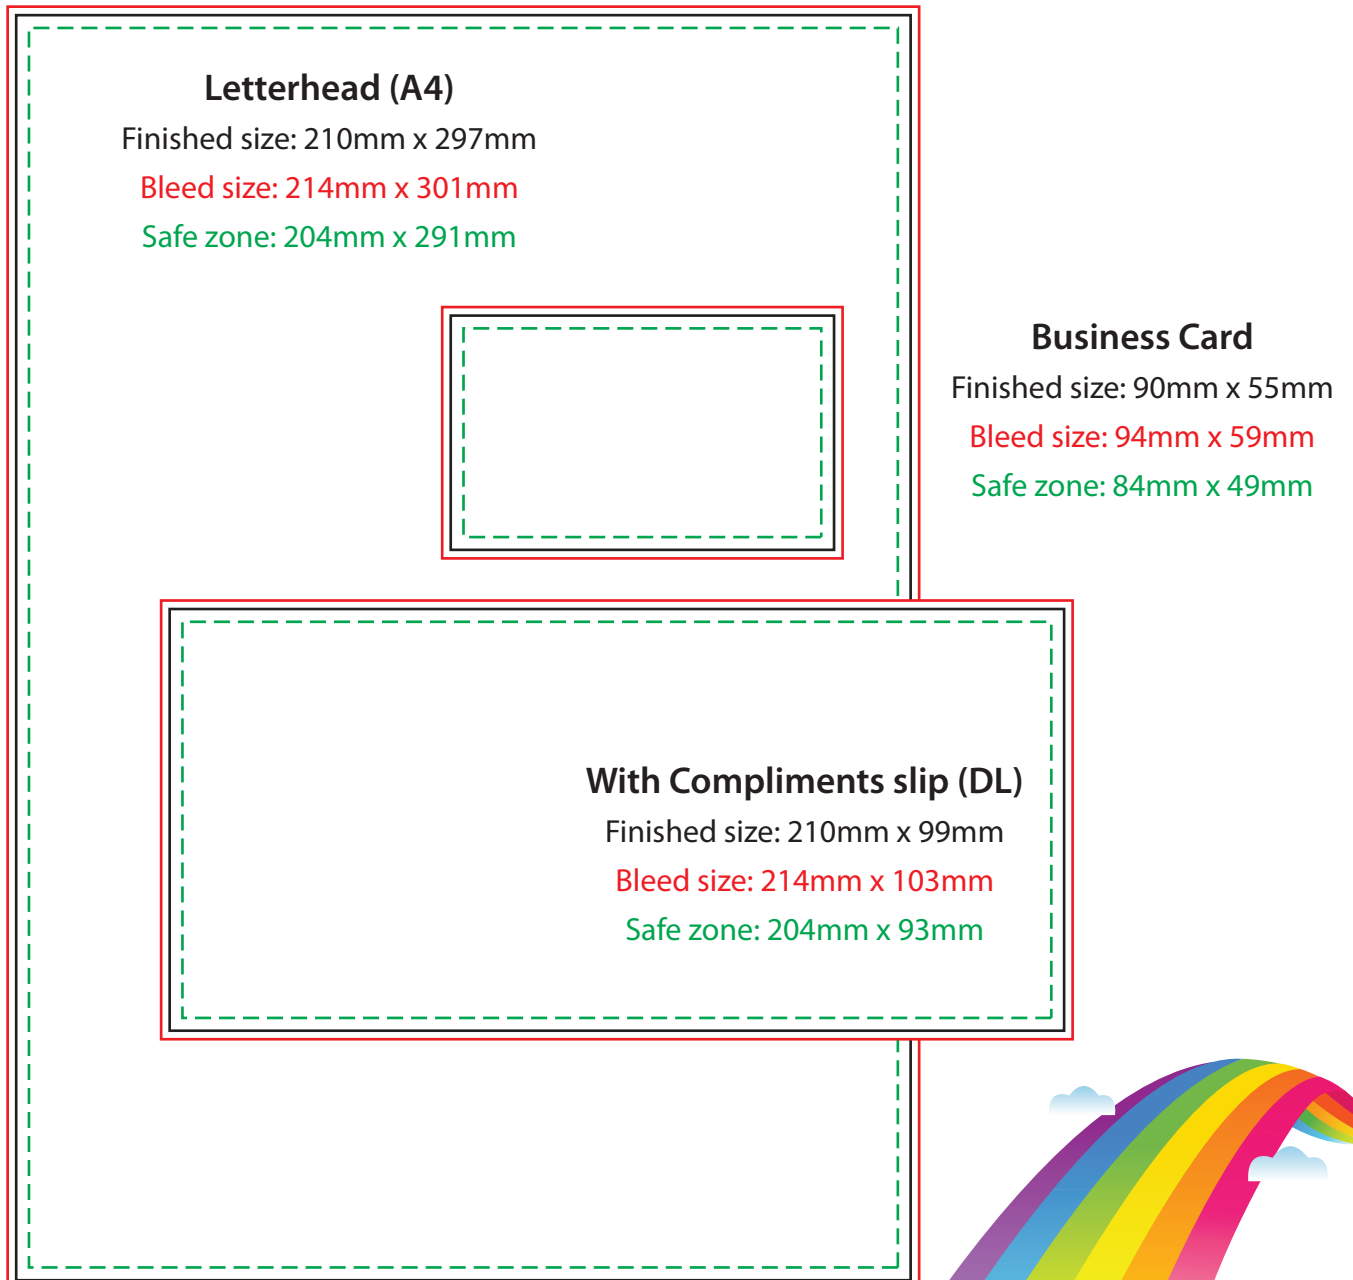 Letterhead (A4)
Finished size: 210mm x 297mm
Bleed size: 214mm x 301mm
Safe zone: 204mm x 291mm
Business Card
Finished size: 90mm x 55mm
Bleed size: 94mm x 59mm
Safe zone: 84mm x 49mm
With Compliments slip (DL)
Finished size: 210mm x 99mm
Bleed size: 214mm x 103mm
Safe zone: 204mm x 93mm